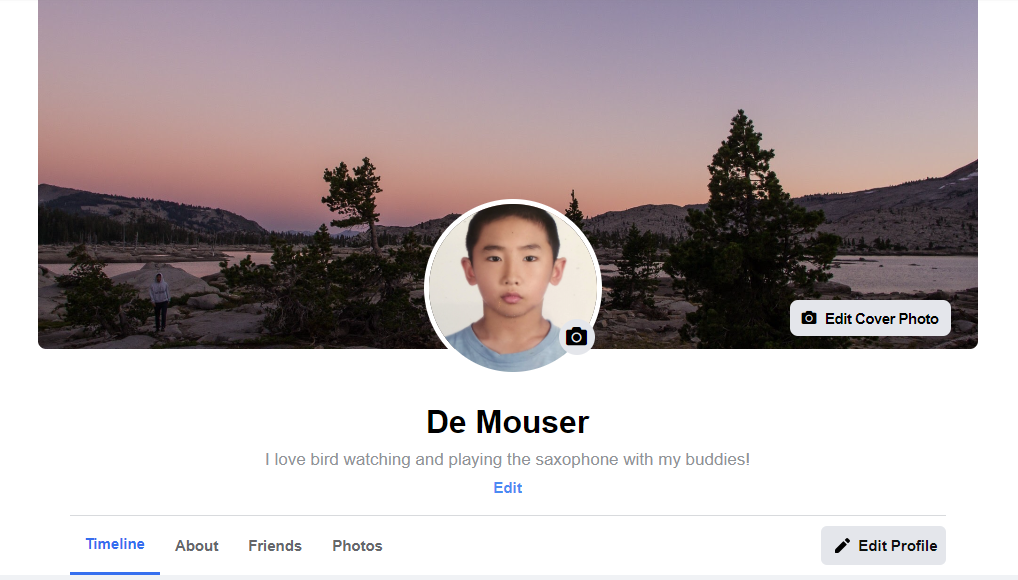 Edit Cover Photo
De Mouser
I love bird watching and playing the saxophone with my buddies!
Edit
Timeline About Friends Photos Edit Profile